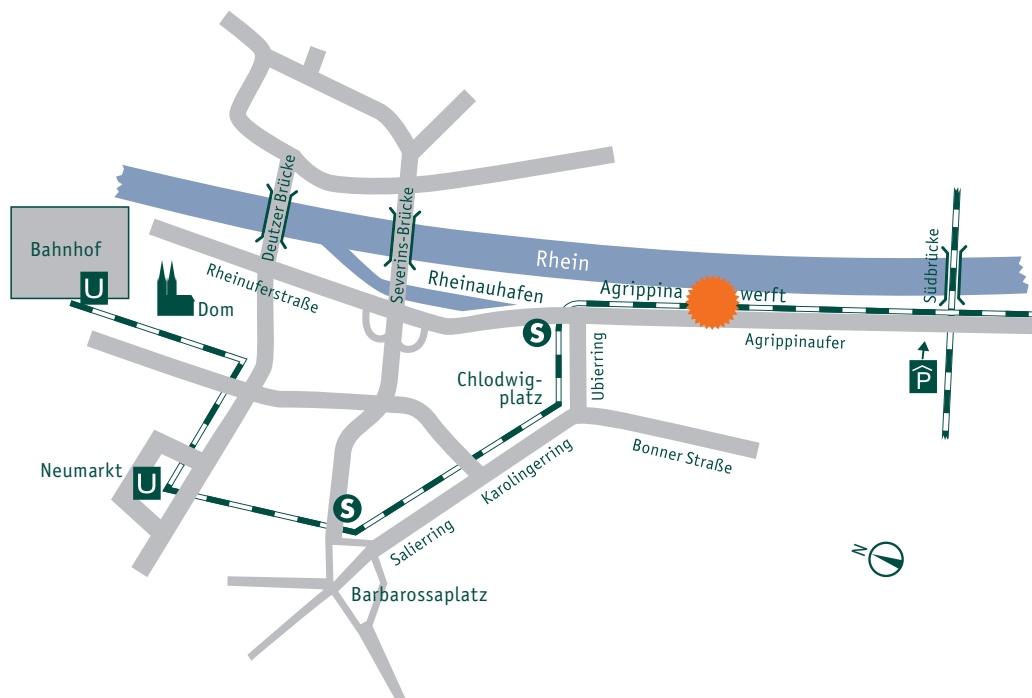 Deutzer Brücke
Severins-Brücke
Bahnhof
U
Dom
Rheinuferstraße
Rheinauhafen
Rhein
Agrippina
werft
Südbrücke
Agrippinaufer
P
S
Chlodwig-
platz
Ubierring
Bonner Straße
Karolingerring
Neumarkt
U
S
Salierring
Barbarossaplatz
N